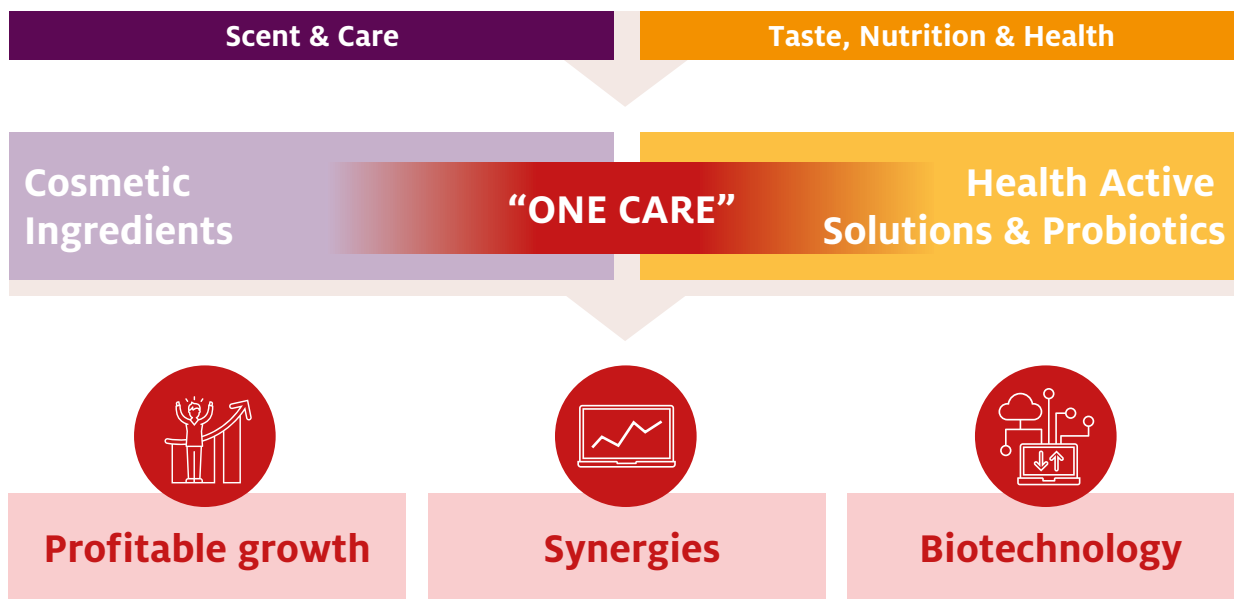 Scent & Care
Taste, Nutrition & Health
Cosmetic
Ingredients
“ONE CARE”
Health Active
Solutions & Probiotics
Profitable growth
Synergies
Biotechnology